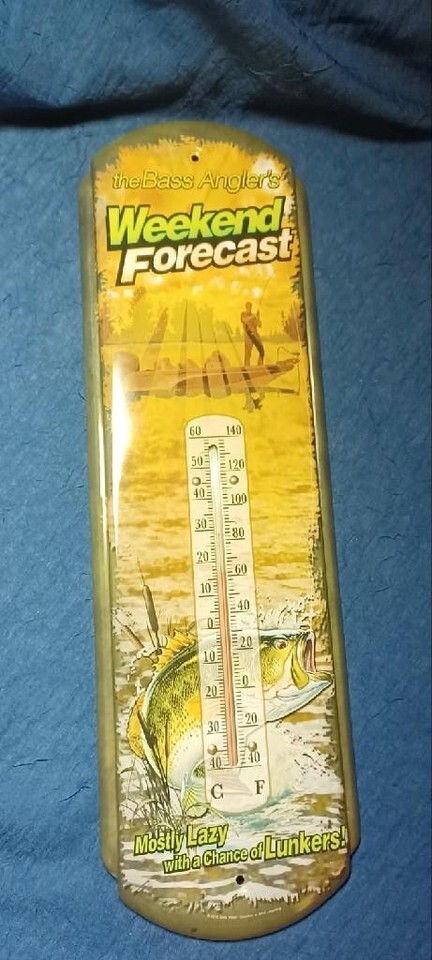 the Bass Angler's
Weekend
Forecast
60 140
50 120
40 100
30 80
20 60
10 40
0 20
10 0
20 20
30 40
40
C F
Mostly Lazy
with a Chance of Lunkers!